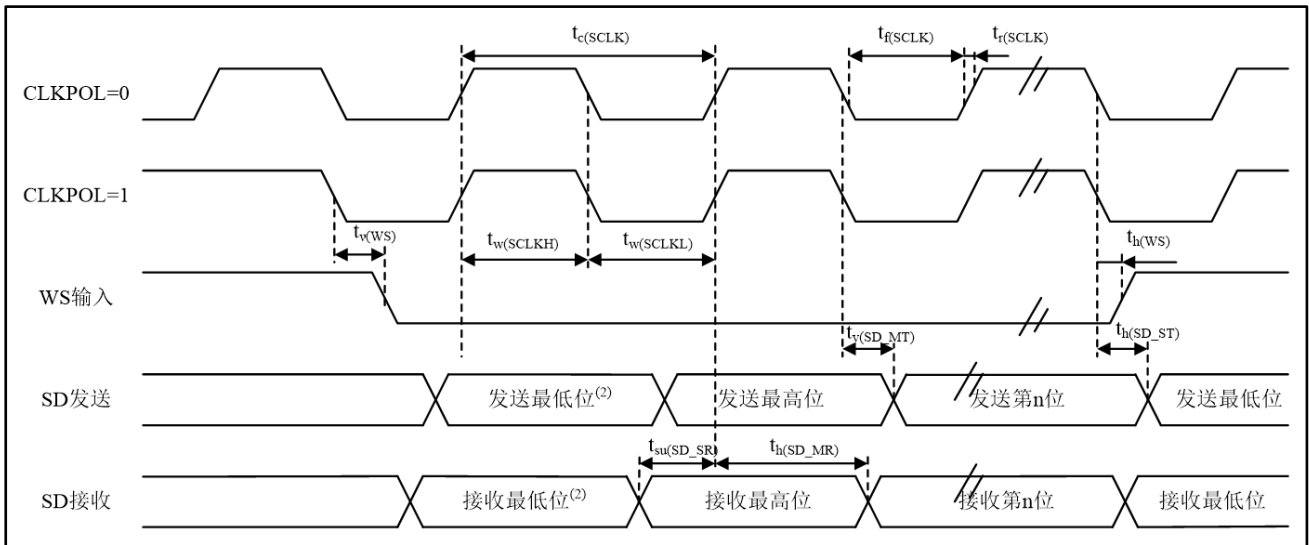 t_c(SCLK)
t_f(SCLK)
t_r(SCLK)
CLKPOL=0
CLKPOL=1
t_v(WS)
t_w(SCLKH)
t_w(SCLKL)
t_h(WS)
WS输入
t_v(SD_MT)
t_h(SD_ST)
SD发送
发送最低位(2)
发送最高位
发送第n位
发送最低位
t_su(SD_SR)
t_h(SD_MR)
SD接收
接收最低位(2)
接收最高位
接收第n位
接收最低位